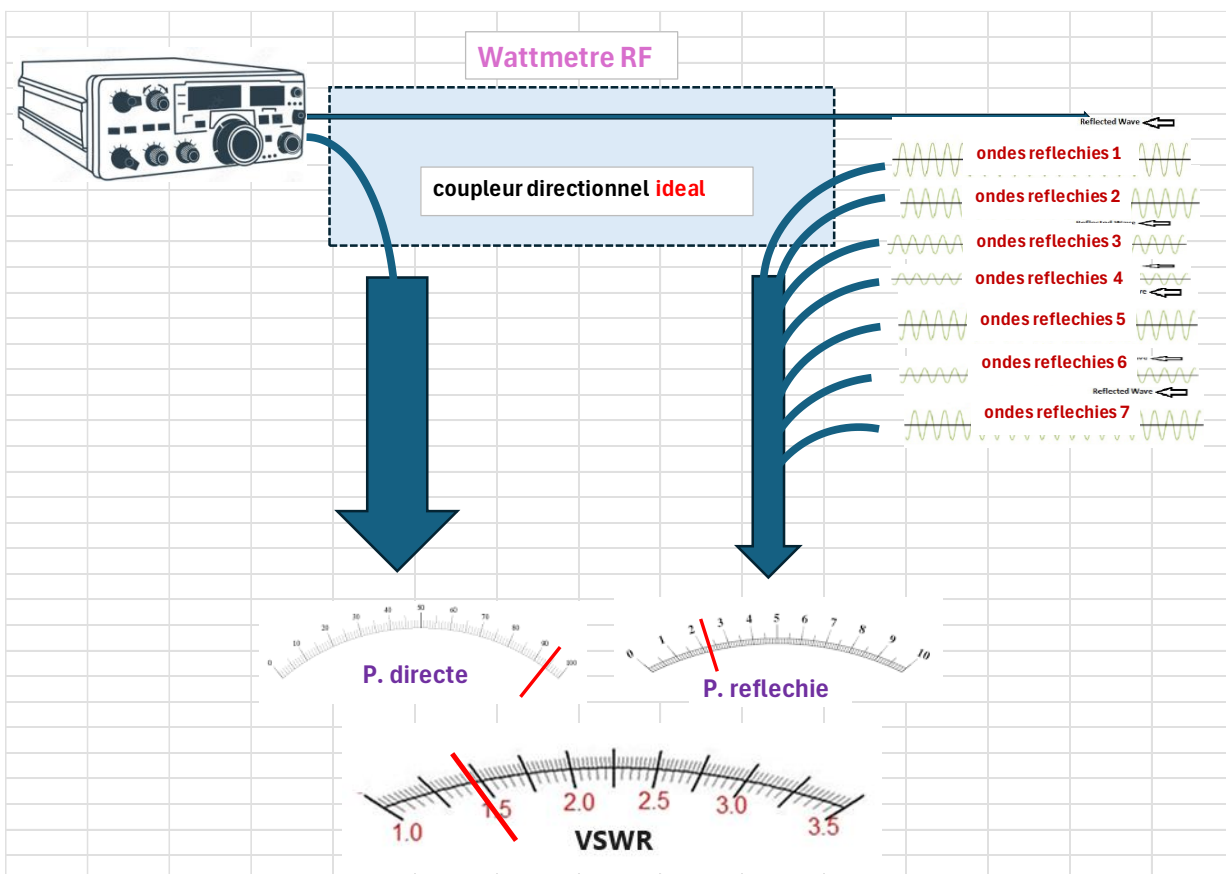 Wattmetre RF
Reflected Wave
ondes reflechies 1
coupleur directionnel ideal
ondes reflechies 2
ondes reflechies 3
ondes reflechies 4
ondes reflechies 5
ondes reflechies 6
Reflected Wave
ondes reflechies 7
0 10 20 30 40 50 60 70 80 90 100
P. directe
0 1 2 3 4 5 6 7 8 9 10
P. reflechie
1.0 1.5 2.0 2.5 3.0 3.5
VSWR